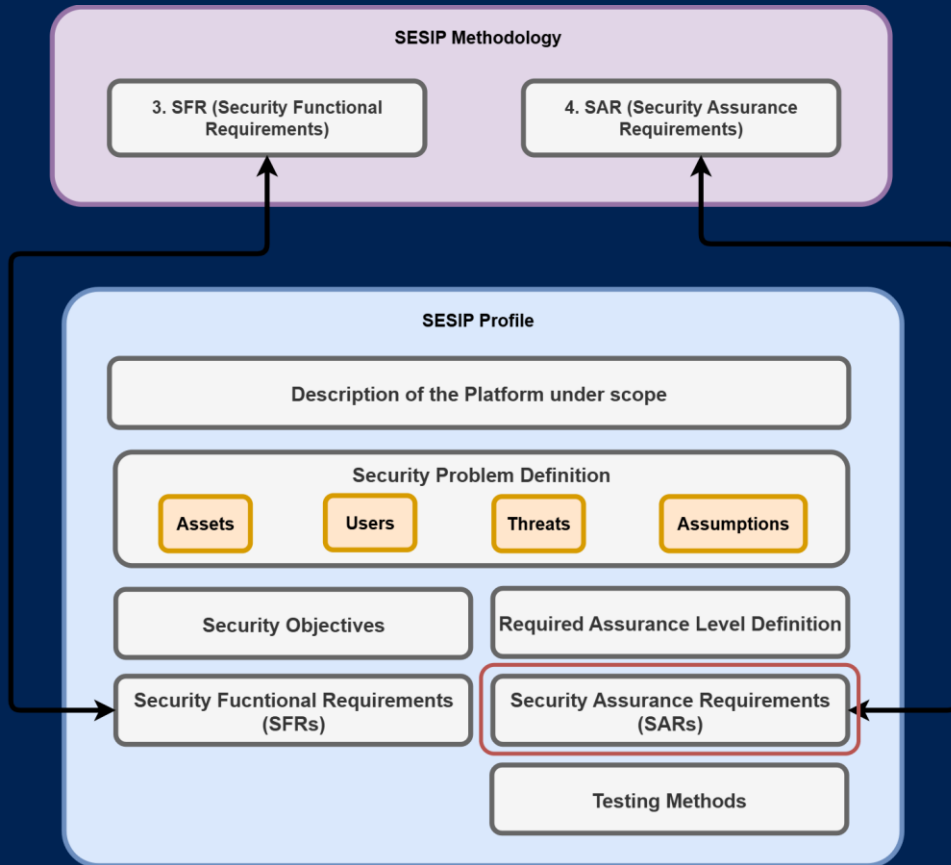 SESIP Methodology
3. SFR (Security Functional
Requirements)
4. SAR (Security Assurance
Requirements)
SESIP Profile
Description of the Platform under scope
Security Problem Definition
Assets
Users
Threats
Assumptions
Security Objectives
Required Assurance Level Definition
Security Fucntional Requirements
(SFRs)
Security Assurance Requirements
(SARs)
Testing Methods